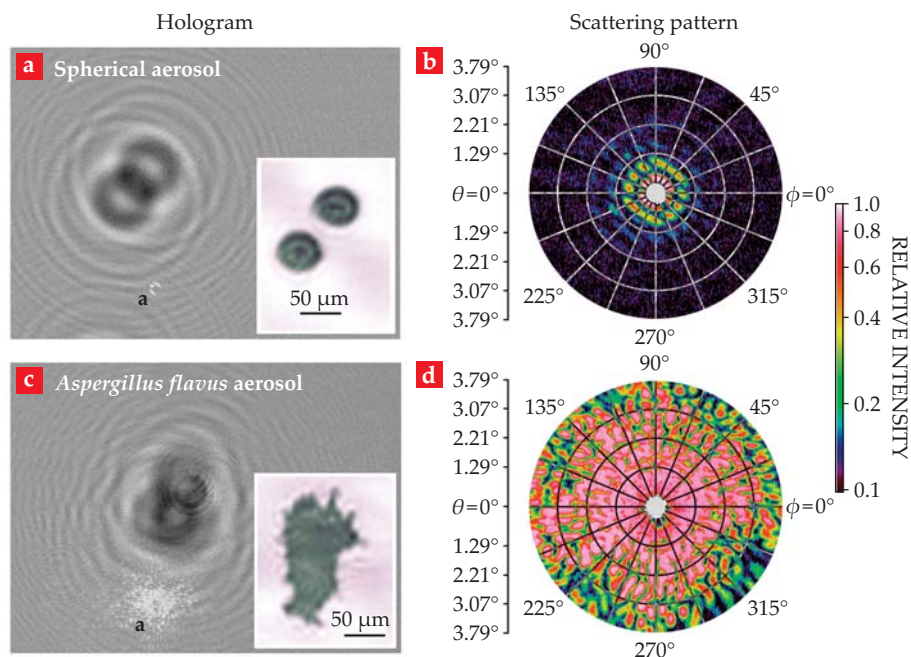 Hologram
Scattering pattern
a Spherical aerosol
a
50 µm
b
90°
135°
45°
3.79°
3.07°
2.21°
1.29°
θ=0°
1.29°
2.21°
3.07°
3.79°
ϕ=0°
225°
315°
270°
c Aspergillus flavus aerosol
a
50 µm
d
90°
135°
45°
3.79°
3.07°
2.21°
1.29°
θ=0°
1.29°
2.21°
3.07°
3.79°
ϕ=0°
225°
315°
270°
1.0
0.8
0.6
0.4
0.2
0.1
RELATIVE INTENSITY